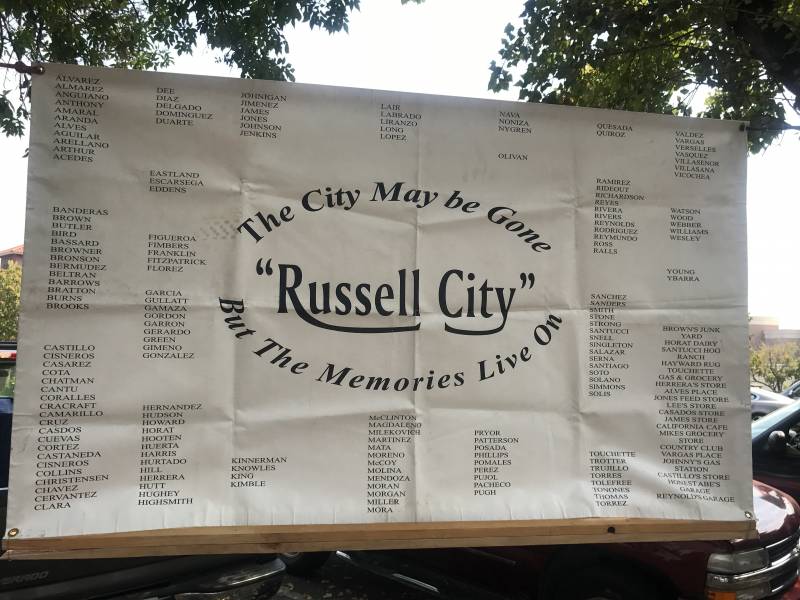 ALVAREZ
ALMAREZ
ANGUIANO
ANTHONY
AMARAL
ARANDA
ALVES
AGUILAR
ARELLANO
ARTHUR
ACEDES
BANDERAS
BROWN
BUTLER
BIRD
BASSARD
BROWNER
BRONSON
BERMUDEZ
BELTRAN
BARROWS
BRATTON
BURNS
BROOKS
CASTILLO
CISNEROS
CASAREZ
COTA
CHATMAN
CANTU
CORALLES
CRACRAFT
CAMARILLO
CRUZ
CASDOS
CUEVAS
CORTEZ
CASTANEDA
CISNEROS
COLLINS
CHRISTENSEN
CHAVEZ
CERVANTEZ
CLARA
DEE
DIAZ
DELGADO
DOMINGUEZ
DUARTE
EASTLAND
ESCARSEGA
EDDENS
FIGUEROA
FIMBERS
FRANKLIN
FITZPATRICK
FLOREZ
GARCIA
GULLATT
GAMAZA
GORDON
GARRON
GERARDO
GREEN
GIMENO
GONZALEZ
HERNANDEZ
HUDSON
HOWARD
HORAT
HOOTEN
HUERTA
HARRIS
HURTADO
HILL
HERRERA
HUTT
HUGHEY
HIGHSMITH
JOHNIGAN
JIMENEZ
JAMES
JONES
JOHNSON
JENKINS
KINNERMAN
KNOWLES
KING
KIMBLE
LAIR
LABRADO
LIRANZO
LONG
LOPEZ
The City May be Gone
“Russell City”
But The Memories Live On
McCLINTON
MAGDALENO
MILEKOVICH
MARTINEZ
MATA
MORENO
McCOY
MOLINA
MENDOZA
MORAN
MORGAN
MILLER
MORA
NAVA
NONIZA
NYGREN
OLIVAN
PRYOR
PATTERSON
POSADA
PHILLIPS
POMALES
PEREZ
PUJOL
PACHECO
PUGH
QUESADA
QUIROZ
RAMIREZ
RIDEOUT
RICHARDSON
REYES
RIVERA
RIVERS
REYNOLDS
RODRIGUEZ
REYMUNDO
ROSS
RALLS
SANCHEZ
SANDERS
SMITH
STONE
STRONG
SANTUCCI
SNELL
SINGLETON
SALAZAR
SERNA
SANTIAGO
SOTO
SOLANO
SIMMONS
SOLIS
TOUCHETTE
TROTTER
TRUJILLO
TORRES
TOLEFREE
THOMAS
TORREZ
VALDEZ
VARGAS
VERSELLES
VASQUEZ
VILLASENOR
VILLASANA
VICOCHEA
WATSON
WOOD
WEBBER
WILLIAMS
WESLEY
YOUNG
YBARRA
BROWN'S JUNK
YARD
HORAT DAIRY
SANTUCCI HOG
RANCH
HAYWARD RUG
TOUCHETTE
GAS & GROCERY
HERRERA'S STORE
ALVES PLACE
JONES FEED STORE
LEE'S STORE
CASADOS STORE
JAMES STORE
CALIFORNIA CAFE
MIKES GROCERY
STORE
COUNTRY CLUB
VARGAS PLACE
JOHNNY'S GAS
STATION
CASTILLO'S STORE
HONEST ABE'S
GARAGE
REYNOLD'S GARAGE